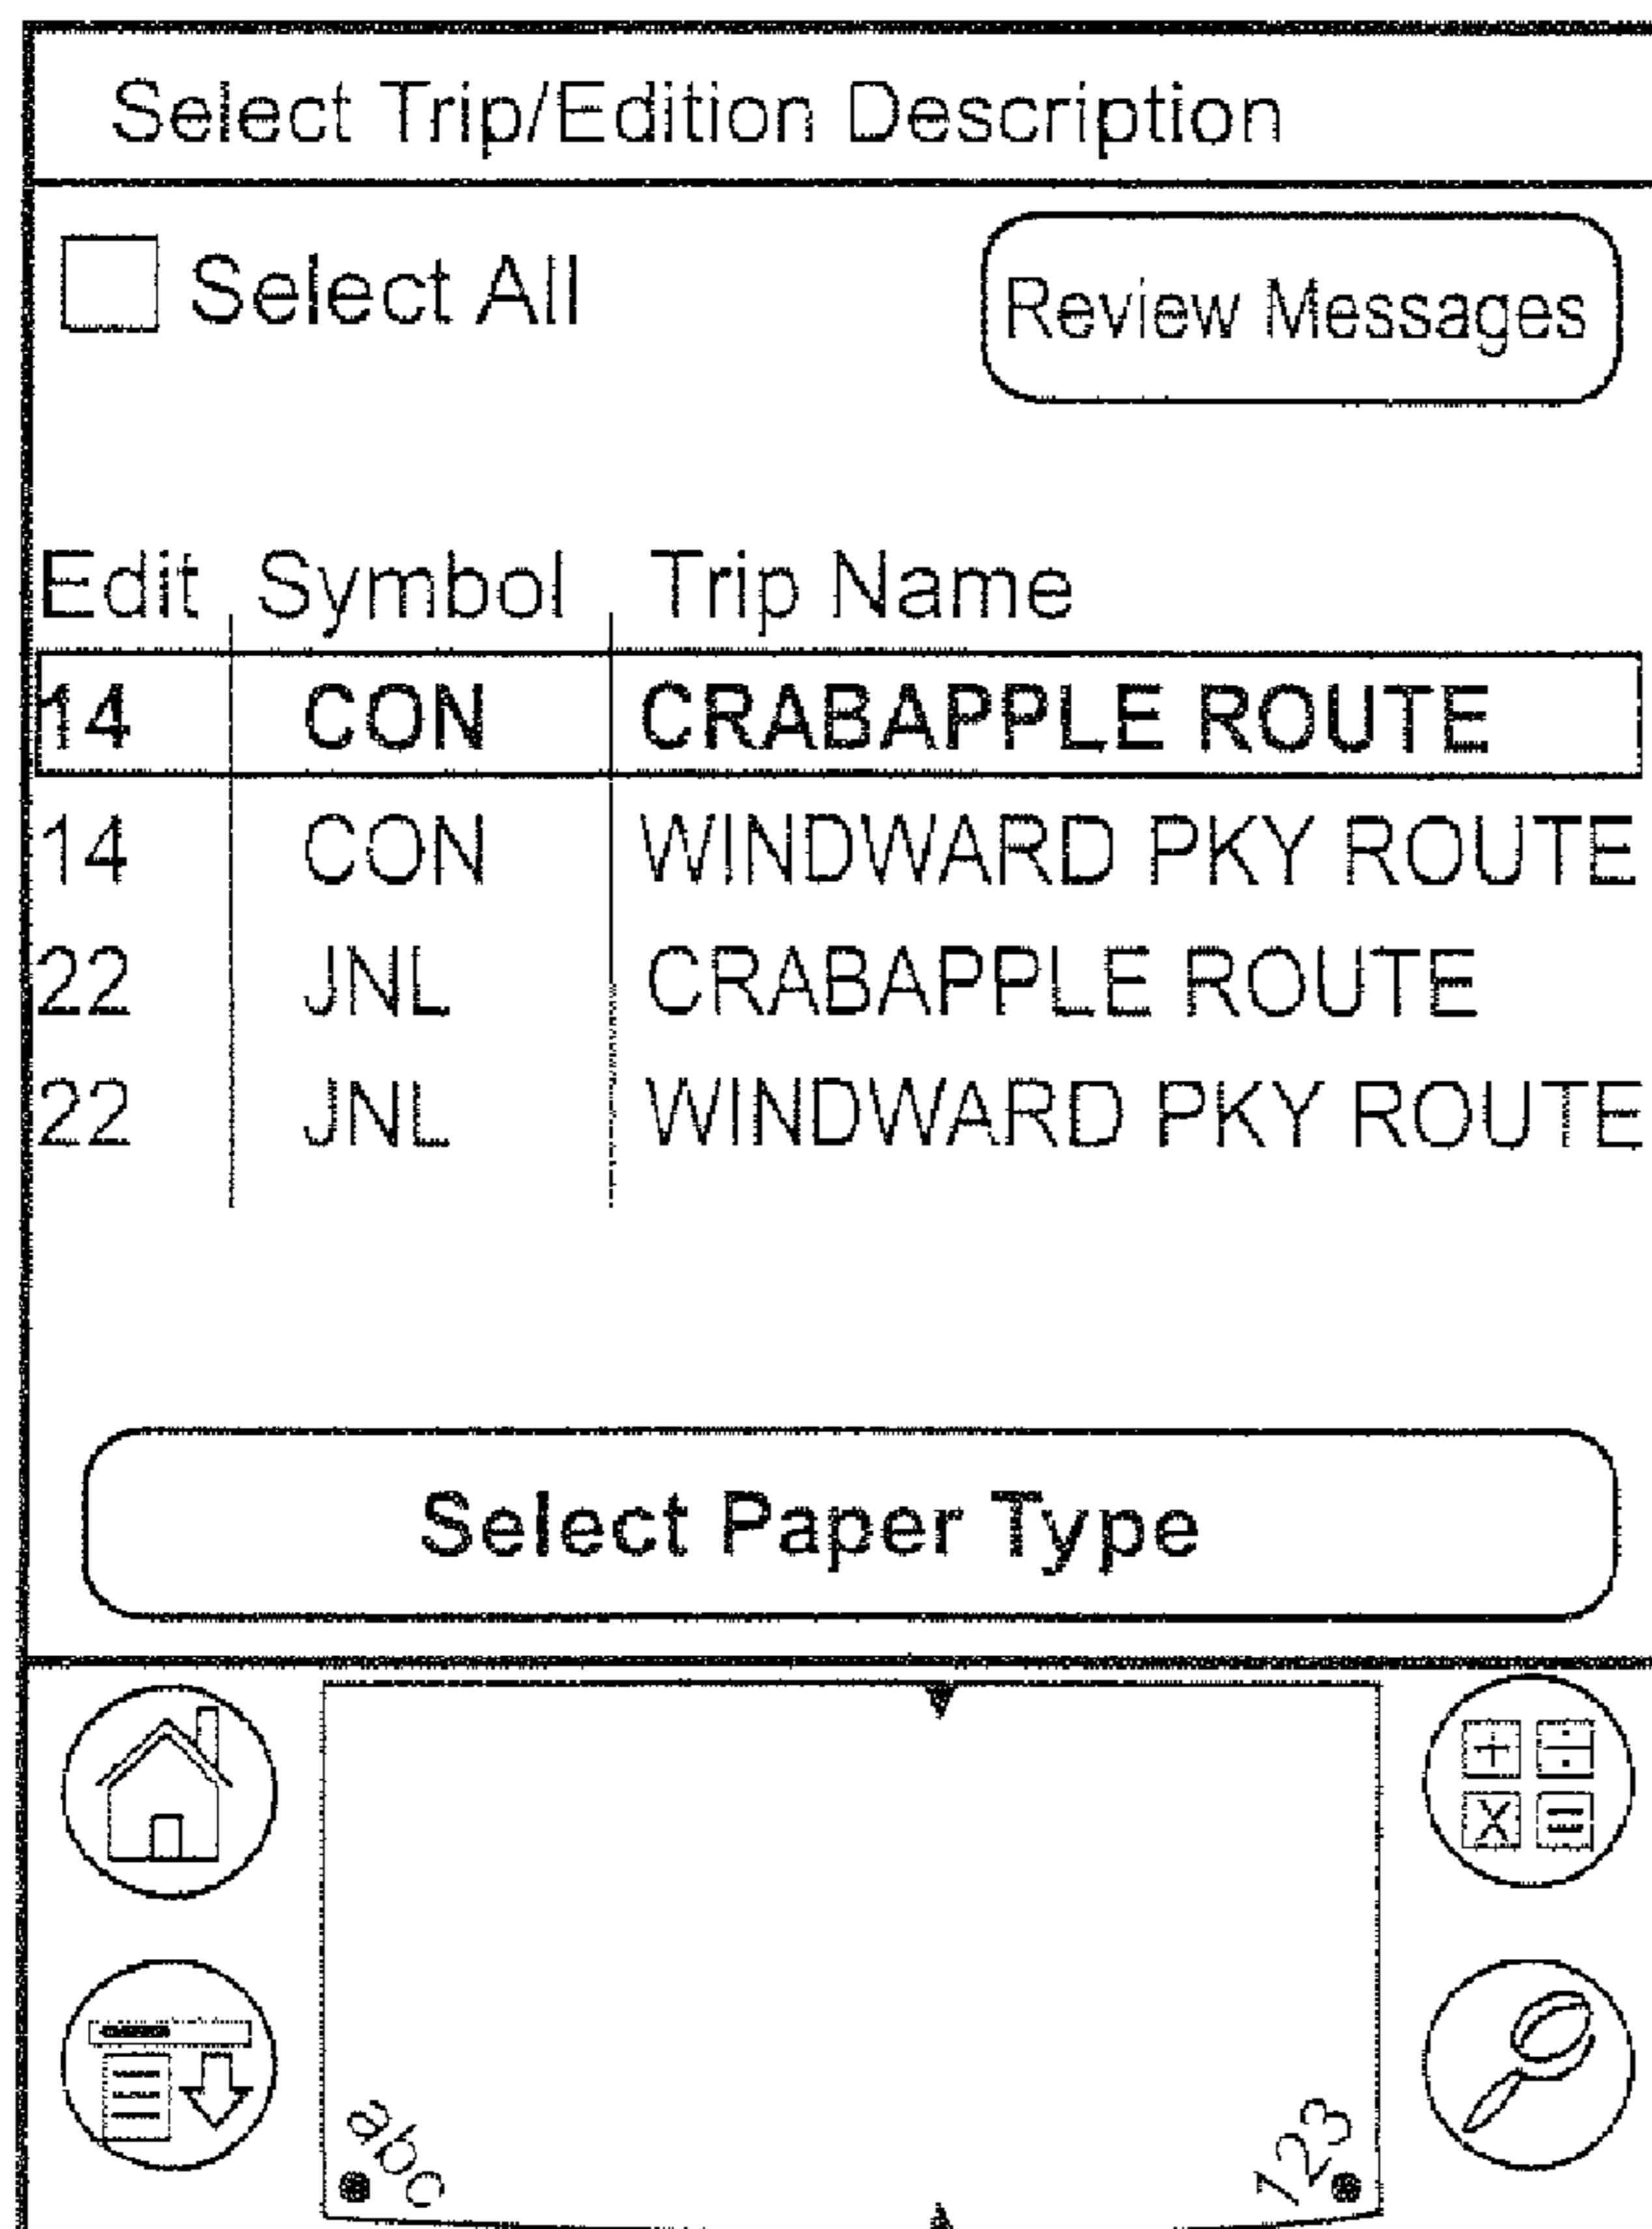 Select Trip/Edition Description
Select All Review Messages
Edit Symbol Trip Name
14 CON CRABAPPLE ROUTE
14 CON WINDWARD PKY ROUTE
22 JNL CRABAPPLE ROUTE
22 JNL WINDWARD PKY ROUTE
Select Paper Type
+ ÷
X =
abc 123